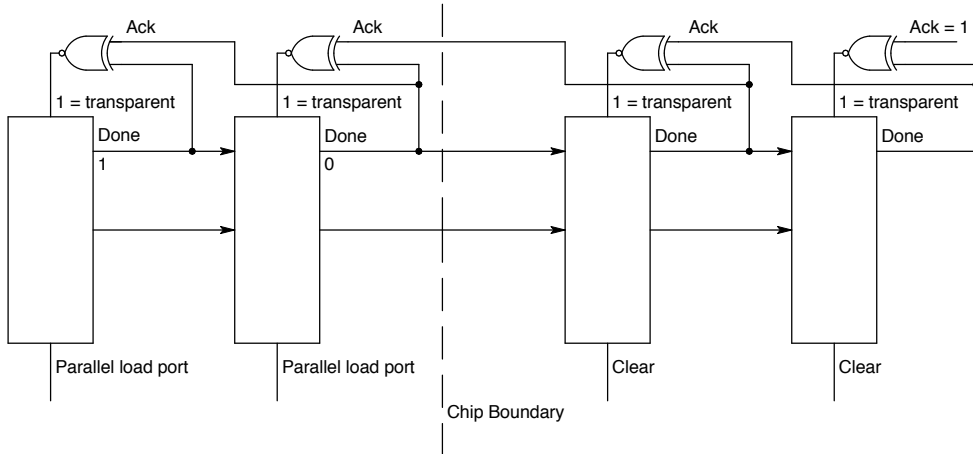 Ack
Ack
Ack
Ack = 1
1 = transparent
1 = transparent
1 = transparent
1 = transparent
Done
Done
Done
Done
1
0
Parallel load port
Parallel load port
Clear
Clear
Chip Boundary